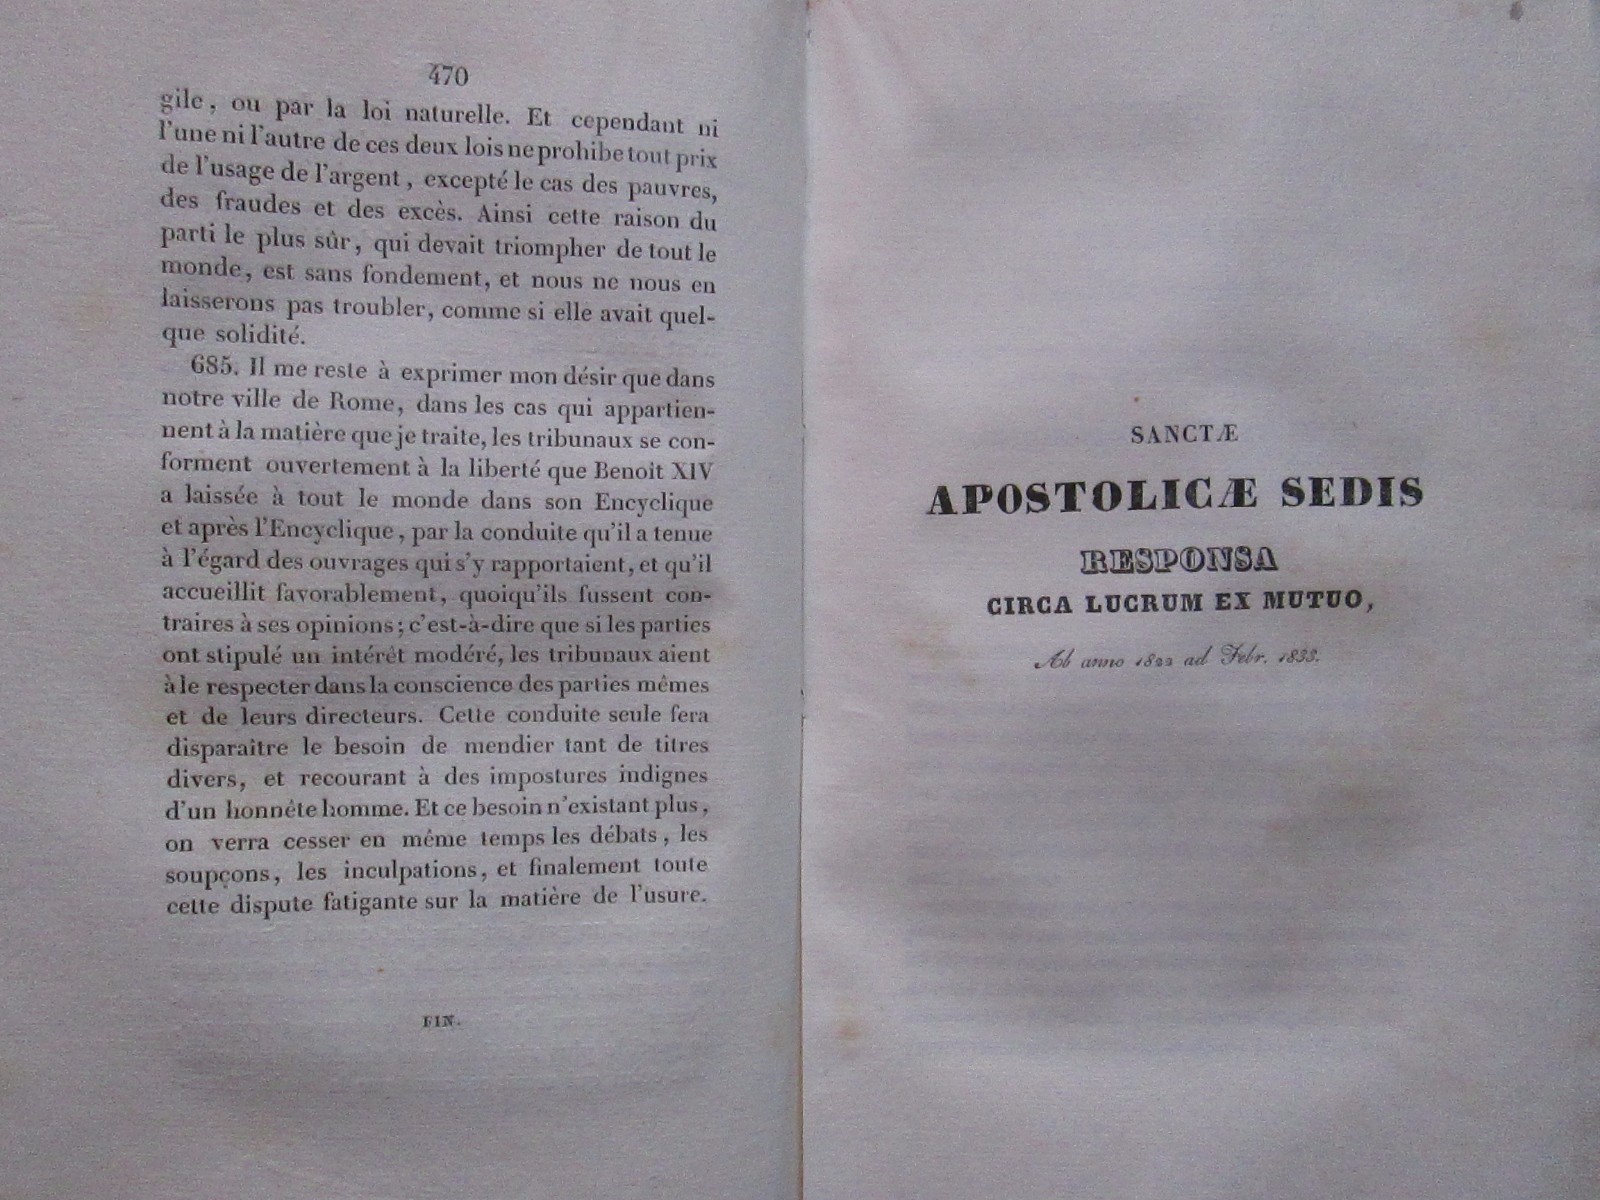 470
gile, ou par la loi naturelle. Et cependant ni
l'une ni l'autre de ces deux lois ne prohibe tout prix
de l'usage de l'argent, excepté le cas des pauvres,
des fraudes et des excès. Ainsi cette raison du
parti le plus sûr, qui devait triompher de tout le
monde, est sans fondement, et nous ne nous en
laisserons pas troubler, comme si elle avait quel-
que solidité.
685. Il me reste à exprimer mon désir que dans
notre ville de Rome, dans les cas qui appartien-
nent à la matière que je traite, les tribunaux se con-
forment ouvertement à la liberté que Benoît XIV
a laissée à tout le monde dans son Encyclique
et après l'Encyclique, par la conduite qu'il a tenue
à l'égard des ouvrages qui s'y rapportaient, et qu'il
accueillit favorablement, quoiqu'ils fussent con-
traires à ses opinions; c'est-à-dire que si les parties
ont stipulé un intérêt modéré, les tribunaux aient
à le respecter dans la conscience des parties mêmes
et de leurs directeurs. Cette conduite seule fera
disparaître le besoin de mendier tant de titres
divers, et recourant à des impostures indignes
d'un honnête homme. Et ce besoin n'existant plus,
on verra cesser en même temps les débats, les
soupçons, les inculpations, et finalement toute
cette dispute fatigante sur la matière de l'usure.
FIN.
SANCTÆ
APOSTOLICÆ SEDIS
RESPONSA
CIRCA LUCRUM EX MUTUO,
Ab anno 1822 ad Febr. 1833.